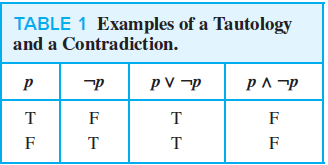 TABLE 1 Examples of a Tautology
and a Contradiction.
p ¬p p ∨ ¬p p ∧ ¬p
T F T F
F T T F